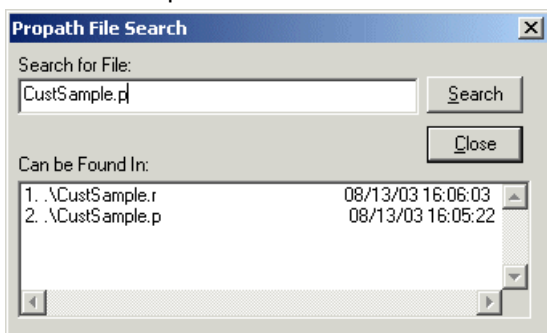 Propath File Search
Search for File:
CustSample.p
Search
Close
Can be Found In:
1. .\CustSample.r 08/13/03 16:06:03
2. .\CustSample.p 08/13/03 16:05:22